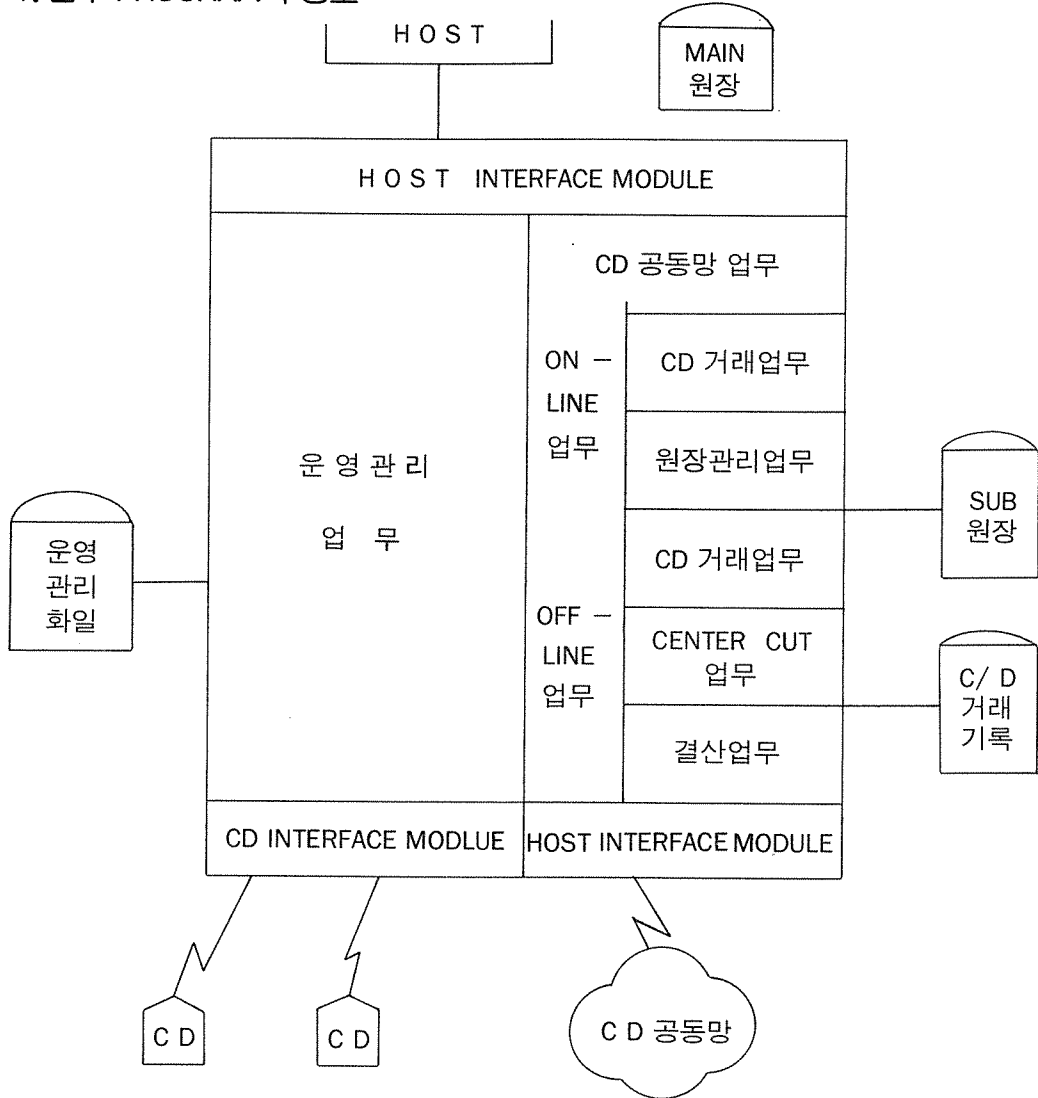 H O S T
MAIN
원장
H O S T INTERFACE MODULE
CD 공동망 업무
ON −
LINE
업무
CD 거래업무
원장관리업무
운 영 관 리
업 무
SUB
원장
운영
관리
화일
CD 거래업무
OFF −
LINE
업무
CENTER CUT
업무
C/ D
거래
기록
결산업무
CD INTERFACE MODLUE
HOST INTERFACE MODULE
C D
C D
C D 공동망